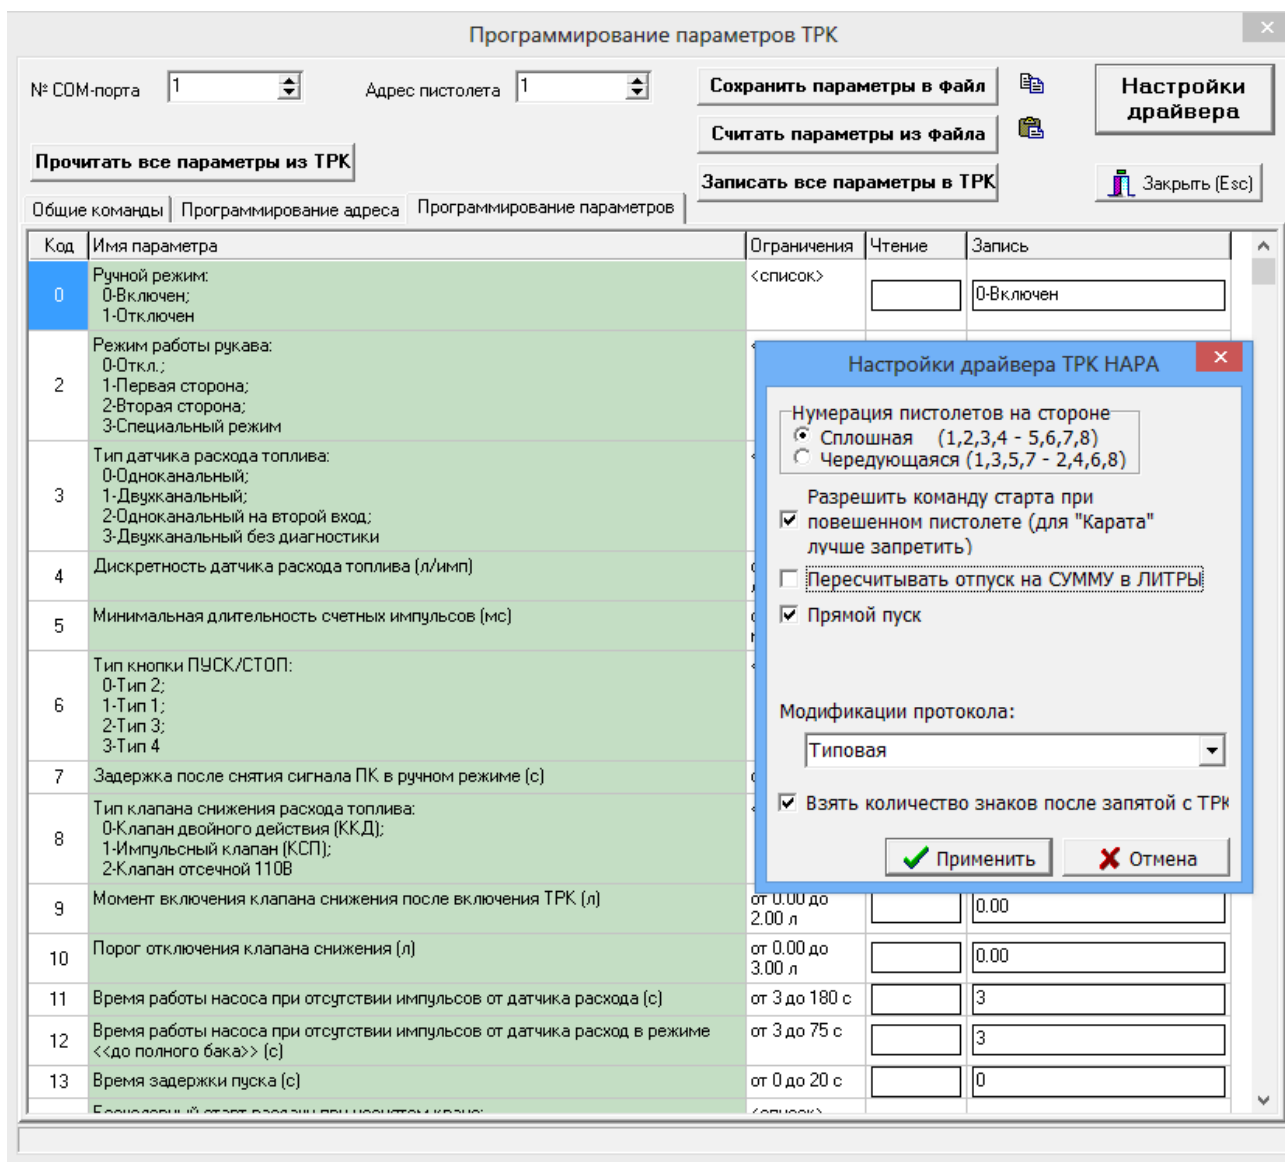 Программирование параметров ТРК
№ COM-порта
1
Адрес пистолета
1
Сохранить параметры в файл
Настройки
драйвера
Считать параметры из файла
Прочитать все параметры из ТРК
Записать все параметры в ТРК
Закрыть (Esc)
Общие команды
Программирование адреса
Программирование параметров
Код
Имя параметра
Ограничения
Чтение
Запись
0
Ручной режим:
0-Включен;
1-Отключен
<список>
0-Включен
2
Режим работы рукава:
0-Откл.;
1-Первая сторона;
2-Вторая сторона;
3-Специальный режим
3
Тип датчика расхода топлива:
0-Одноканальный;
1-Двухканальный;
2-Одноканальный на второй вход;
3-Двухканальный без диагностики
4
Дискретность датчика расхода топлива (л/имп)
5
Минимальная длительность счетных импульсов (мс)
6
Тип кнопки ПУСК/СТОП:
0-Тип 2;
1-Тип 1;
2-Тип 3;
3-Тип 4
7
Задержка после снятия сигнала ПК в ручном режиме (с)
8
Тип клапана снижения расхода топлива:
0-Клапан двойного действия (ККД);
1-Импульсный клапан (КСП);
2-Клапан отсечной 110В
9
Момент включения клапана снижения после включения ТРК (л)
от 0.00 до
2.00 л
0.00
10
Порог отключения клапана снижения (л)
от 0.00 до
3.00 л
0.00
11
Время работы насоса при отсутствии импульсов от датчика расхода (с)
от 3 до 180 с
3
12
Время работы насоса при отсутствии импульсов от датчика расход в режиме
<<до полного бака>> (с)
от 3 до 75 с
3
13
Время задержки пуска (с)
от 0 до 20 с
0
<список>
Настройки драйвера ТРК НАРА
Нумерация пистолетов на стороне
Сплошная (1,2,3,4 - 5,6,7,8)
Чередующаяся (1,3,5,7 - 2,4,6,8)
Разрешить команду старта при
повешенном пистолете (для "Карата"
лучше запретить)
Пересчитывать отпуск на СУММУ в ЛИТРЫ
Прямой пуск
Модификации протокола:
Типовая
Взять количество знаков после запятой с ТРК
Применить
Отмена